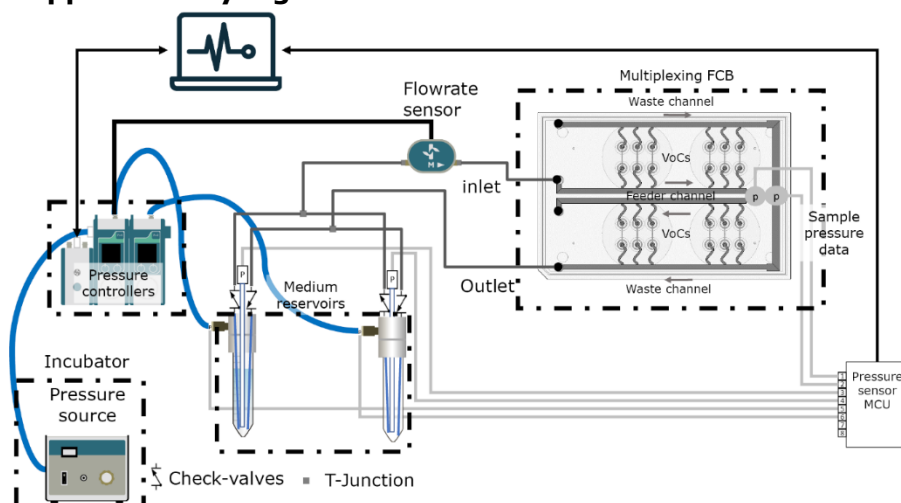 Flowrate
sensor
Multiplexing FCB
Waste channel
VoCs
inlet
Feeder channel
P P
VoCs
Sample
pressure
data
Outlet
Waste channel
M
Pressure
controllers
Medium
reservoirs
P
P
Incubator
Pressure
source
1
2
3
4
5
6
7
8
Pressure
sensor
MCU
Check-valves
T-Junction